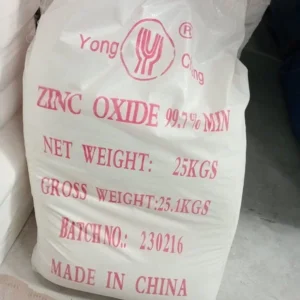 Yong ®
Chang
ZINC OXIDE 99.7% MIN
NET WEIGHT: 25KGS
GROSS WEIGHT:25.1KGS
BATCH NO.: 230216
MADE IN CHINA